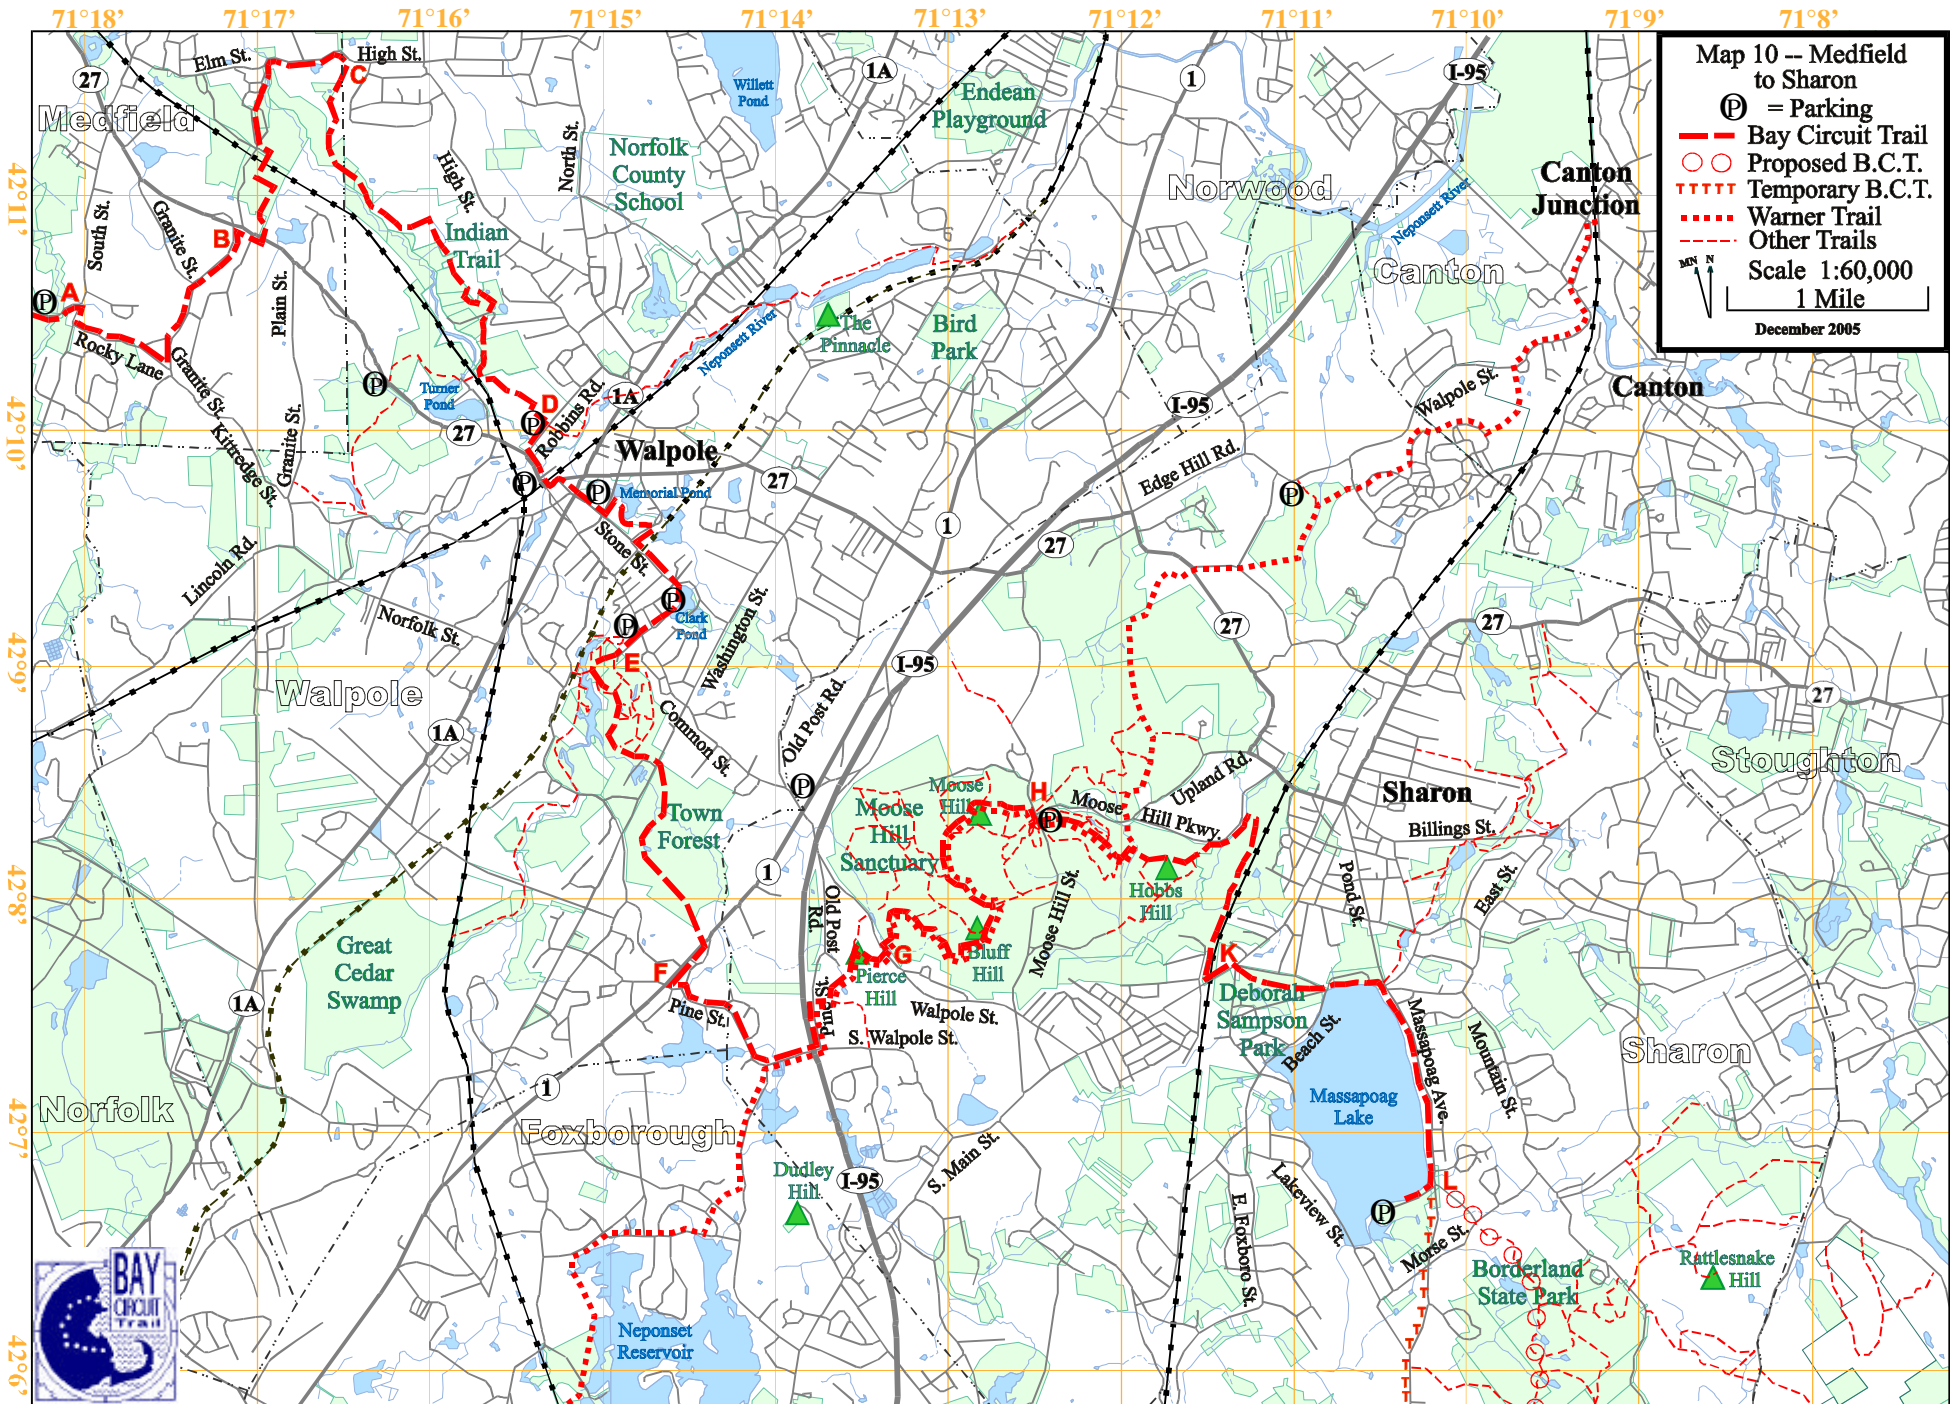 71°18'
71°17'
71°16'
71°15'
71°14'
71°13'
71°12'
71°11'
71°10'
71°9'
71°8'
Map 10 -- Medfield
to Sharon
P = Parking
Bay Circuit Trail
Proposed B.C.T.
TTTTT Temporary B.C.T.
Warner Trail
Other Trails
MN N
Scale 1:60,000
1 Mile
December 2005
42°11'
42°10'
42°9'
42°8'
42°7'
42°6'
27
Elm St.
High St.
C
Medfield
1A
Willett
Pond
Endean
Playground
1
I-95
Norfolk
County
School
North St.
High St.
Norwood
Neponsett River
Canton
Junction
Canton
South St.
Granite St.
B
Indian
Trail
Plain St.
P
A
Rocky Lane
Granite St.
Kittredge St.
Granite St.
P
Turner
Pond
27
D
P
Robbins Rd.
1A
Neponsett River
The
Pinnacle
Bird
Park
I-95
Walpole St.
Canton
Walpole
P
P
Memorial Pond
27
Stone St.
1
27
Edge Hill Rd.
P
Lincoln Rd.
Norfolk St.
P
Clark
Pond
P
E
Washington St.
27
27
27
I-95
Walpole
1A
Common St.
Old Post Rd.
P
Stoughton
Town
Forest
Moose
Hill
Moose
Hill
Sanctuary
H
P
Moose
Hill Pkwy.
Upland Rd.
Sharon
Billings St.
Hobbs
Hill
Pond St.
East St.
1
Old Post
Rd.
Moose Hill St.
Great
Cedar
Swamp
1A
F
Pine St.
Pine St.
G
Pierce
Hill
Bluff
Hill
Walpole St.
S. Walpole St.
K
Deborah
Sampson
Park
Beach St.
Massapoag Ave.
Mountain St.
Sharon
Massapoag
Lake
Norfolk
1
Foxborough
Dudley
Hill
I-95
S. Main St.
E. Foxboro St.
Lakeview St.
P
L
Morse St.
T
T
T
T
T
T
T
T
T
T
T
Borderland
State Park
Rattlesnake
Hill
Neponset
Reservoir
BAY
CIRCUIT
Trail